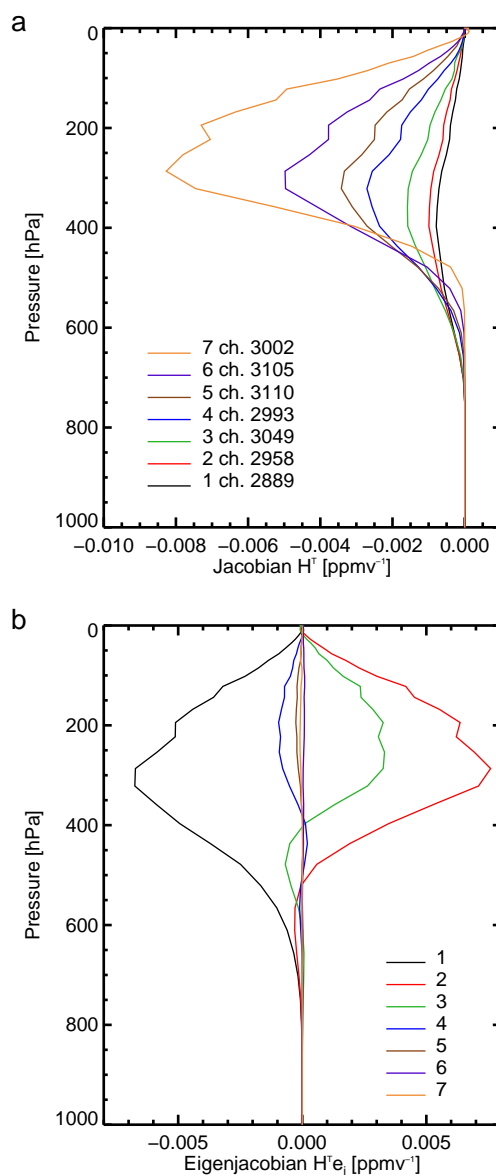 a
0
200
400
600
800
1000
Pressure [hPa]
7 ch. 3002
6 ch. 3105
5 ch. 3110
4 ch. 2993
3 ch. 3049
2 ch. 2958
1 ch. 2889
−0.010 −0.008 −0.006 −0.004 −0.002 0.000
Jacobian Hᵀ [ppmv⁻¹]
b
0
200
400
600
800
1000
Pressure [hPa]
1
2
3
4
5
6
7
−0.005 0.000 0.005
Eigenjacobian Hᵀeᵢ [ppmv⁻¹]